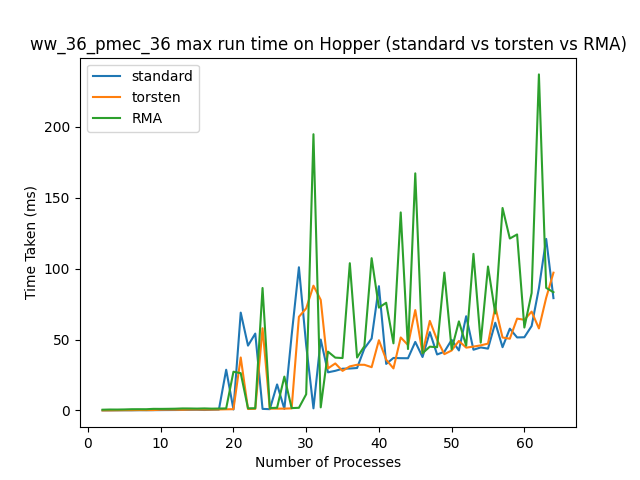 ww_36_pmec_36 max run time on Hopper (standard vs torsten vs RMA)
standard
torsten
RMA
Time Taken (ms)
200
150
100
50
0
0 10 20 30 40 50 60
Number of Processes